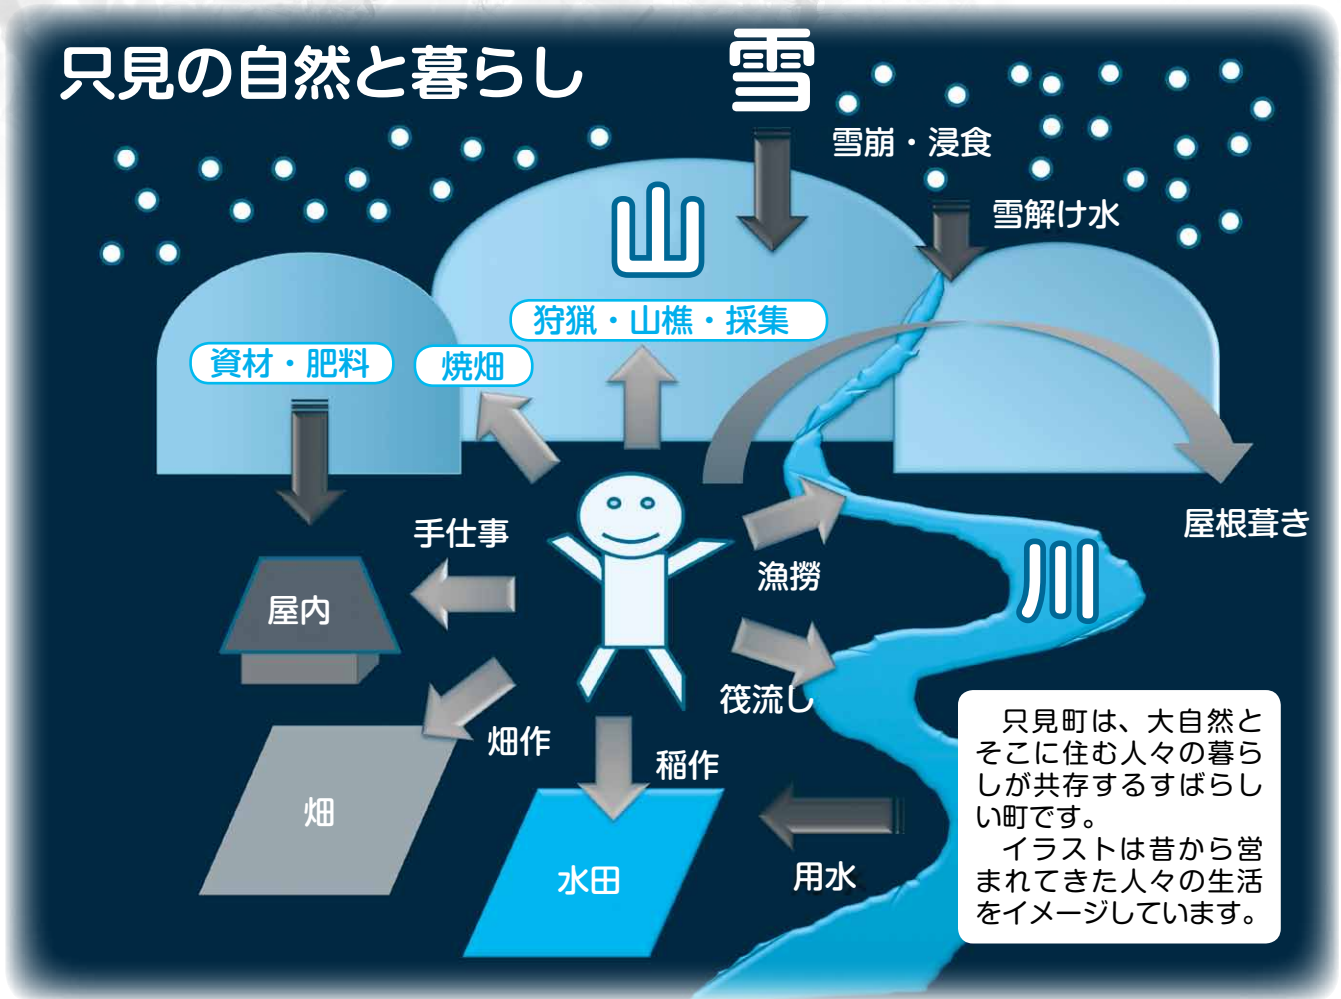 只見の自然と暮らし
雪
雪崩・浸食
雪解け水
山
狩猟・山樵・採集
資材・肥料
焼畑
屋根葺き
手仕事
漁撈
川
屋内
筏流し
畑作
稲作
畑
水田
用水
只見町は、大自然と
そこに住む人々の暮ら
しが共存するすばらし
い町です。
イラストは昔から営
まれてきた人々の生活
をイメージしています。